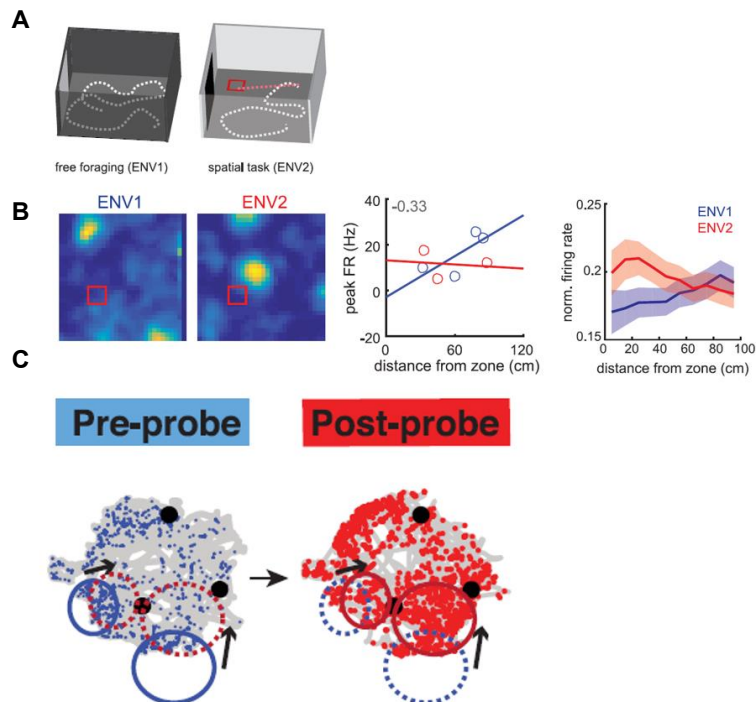 A
free foraging (ENV1) spatial task (ENV2)
B
ENV1 ENV2
-0.33
40
20
0
-20
peak FR (Hz)
0 60 120
distance from zone (cm)
0.25
0.2
0.15
norm. firing rate
ENV1
ENV2
0 20 40 60 80 100
distance from zone (cm)
C
Pre-probe Post-probe